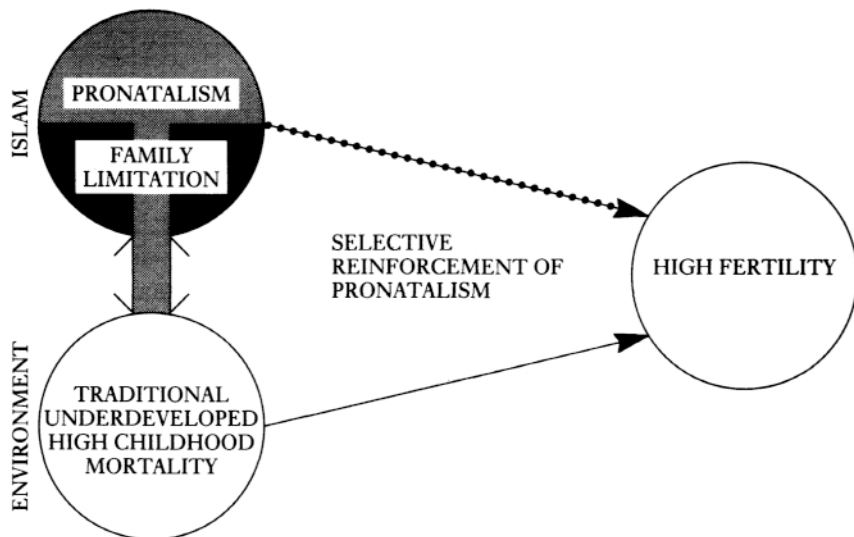 ISLAM
PRONATALISM
FAMILY
LIMITATION
SELECTIVE
REINFORCEMENT OF
PRONATALISM
HIGH FERTILITY
ENVIRONMENT
TRADITIONAL
UNDERDEVELOPED
HIGH CHILDHOOD
MORTALITY